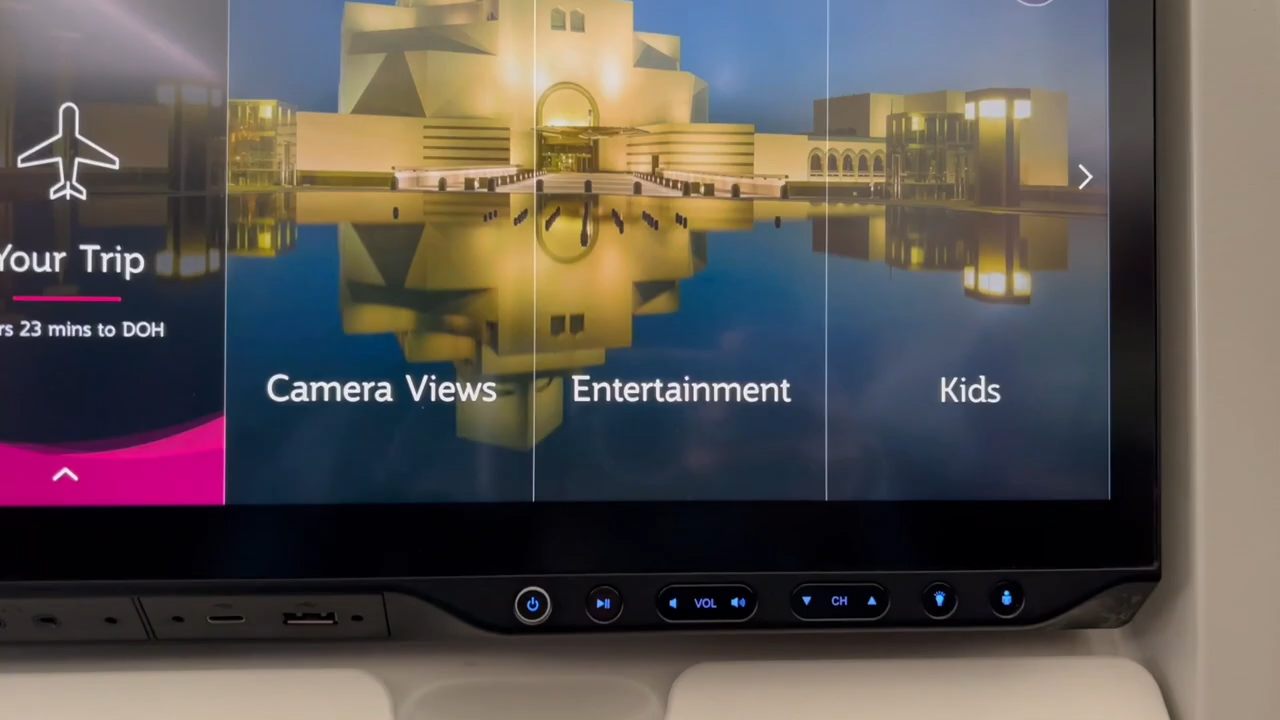 Your Trip
rs 23 mins to DOH
Camera Views
Entertainment
Kids
VOL
CH